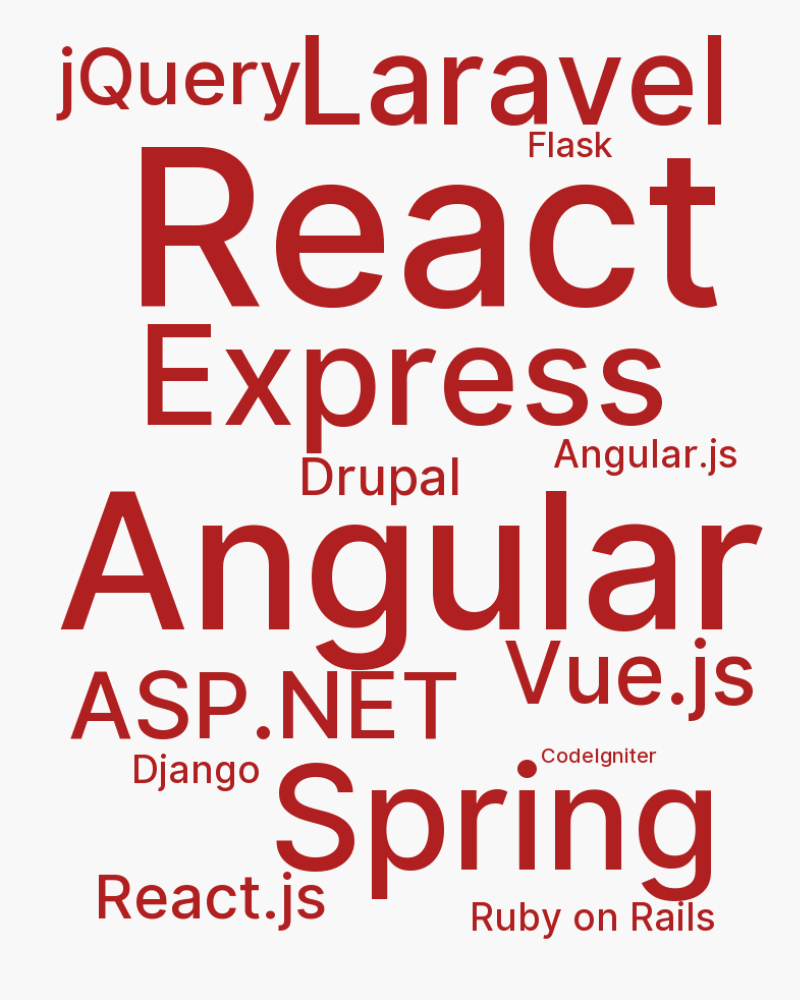 jQuery Laravel
Flask
React
Express
Angular.js
Drupal
Angular
Vue.js
ASP.NET
CodeIgniter
Django
Spring
React.js
Ruby on Rails